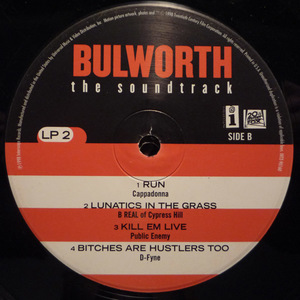 BULWORTH
the soundtrack
LP 2
SIDE B
1 RUN
Cappadonna
2 LUNATICS IN THE GRASS
B REAL of Cypress Hill
3 KILL EM LIVE
Public Enemy
4 BITCHES ARE HUSTLERS TOO
D-Fyne